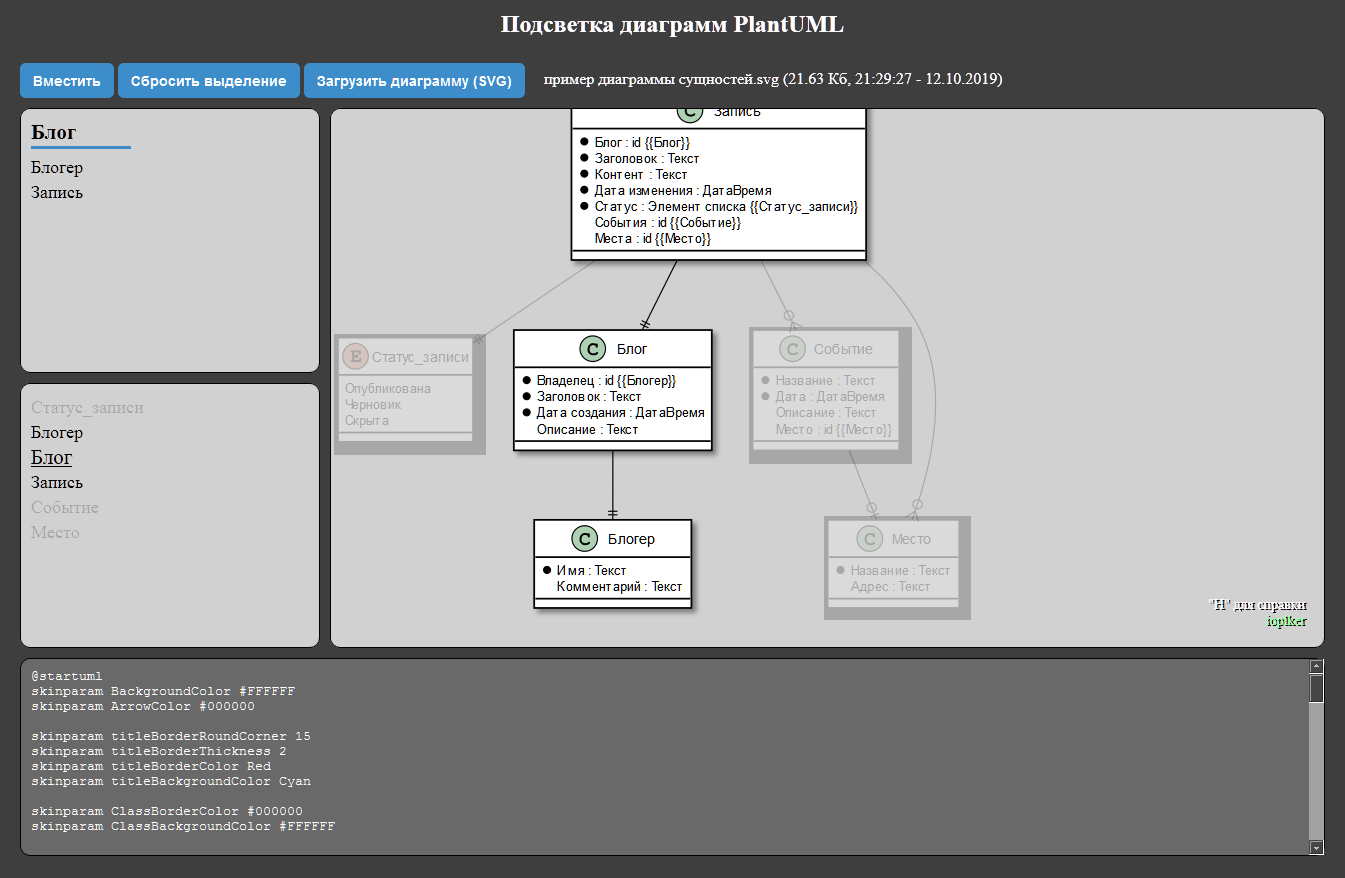 Подсветка диаграмм PlantUML
Вместить
Сбросить выделение
Загрузить диаграмму (SVG)
пример диаграммы сущностей.svg (21.63 Кб, 21:29:27 - 12.10.2019)
Блог
Блогер
Запись
Статус_записи
Блогер
Блог
Запись
Событие
Место
C Запись
Блог : id {{Блог}}
Заголовок : Текст
Контент : Текст
Дата изменения : ДатаВремя
Статус : Элемент списка {{Статус_записи}}
События : id {{Событие}}
Места : id {{Место}}
E Статус_записи
Опубликована
Черновик
Скрыта
C Блог
Владелец : id {{Блогер}}
Заголовок : Текст
Дата создания : ДатаВремя
Описание : Текст
C Событие
Название : Текст
Дата : ДатаВремя
Описание : Текст
Место : id {{Место}}
C Блогер
Имя : Текст
Комментарий : Текст
C Место
Название : Текст
Адрес : Текст
"H" для справки
iopiker
@startuml
skinparam BackgroundColor #FFFFFF
skinparam ArrowColor #000000
skinparam titleBorderRoundCorner 15
skinparam titleBorderThickness 2
skinparam titleBorderColor Red
skinparam titleBackgroundColor Cyan
skinparam ClassBorderColor #000000
skinparam ClassBackgroundColor #FFFFFF